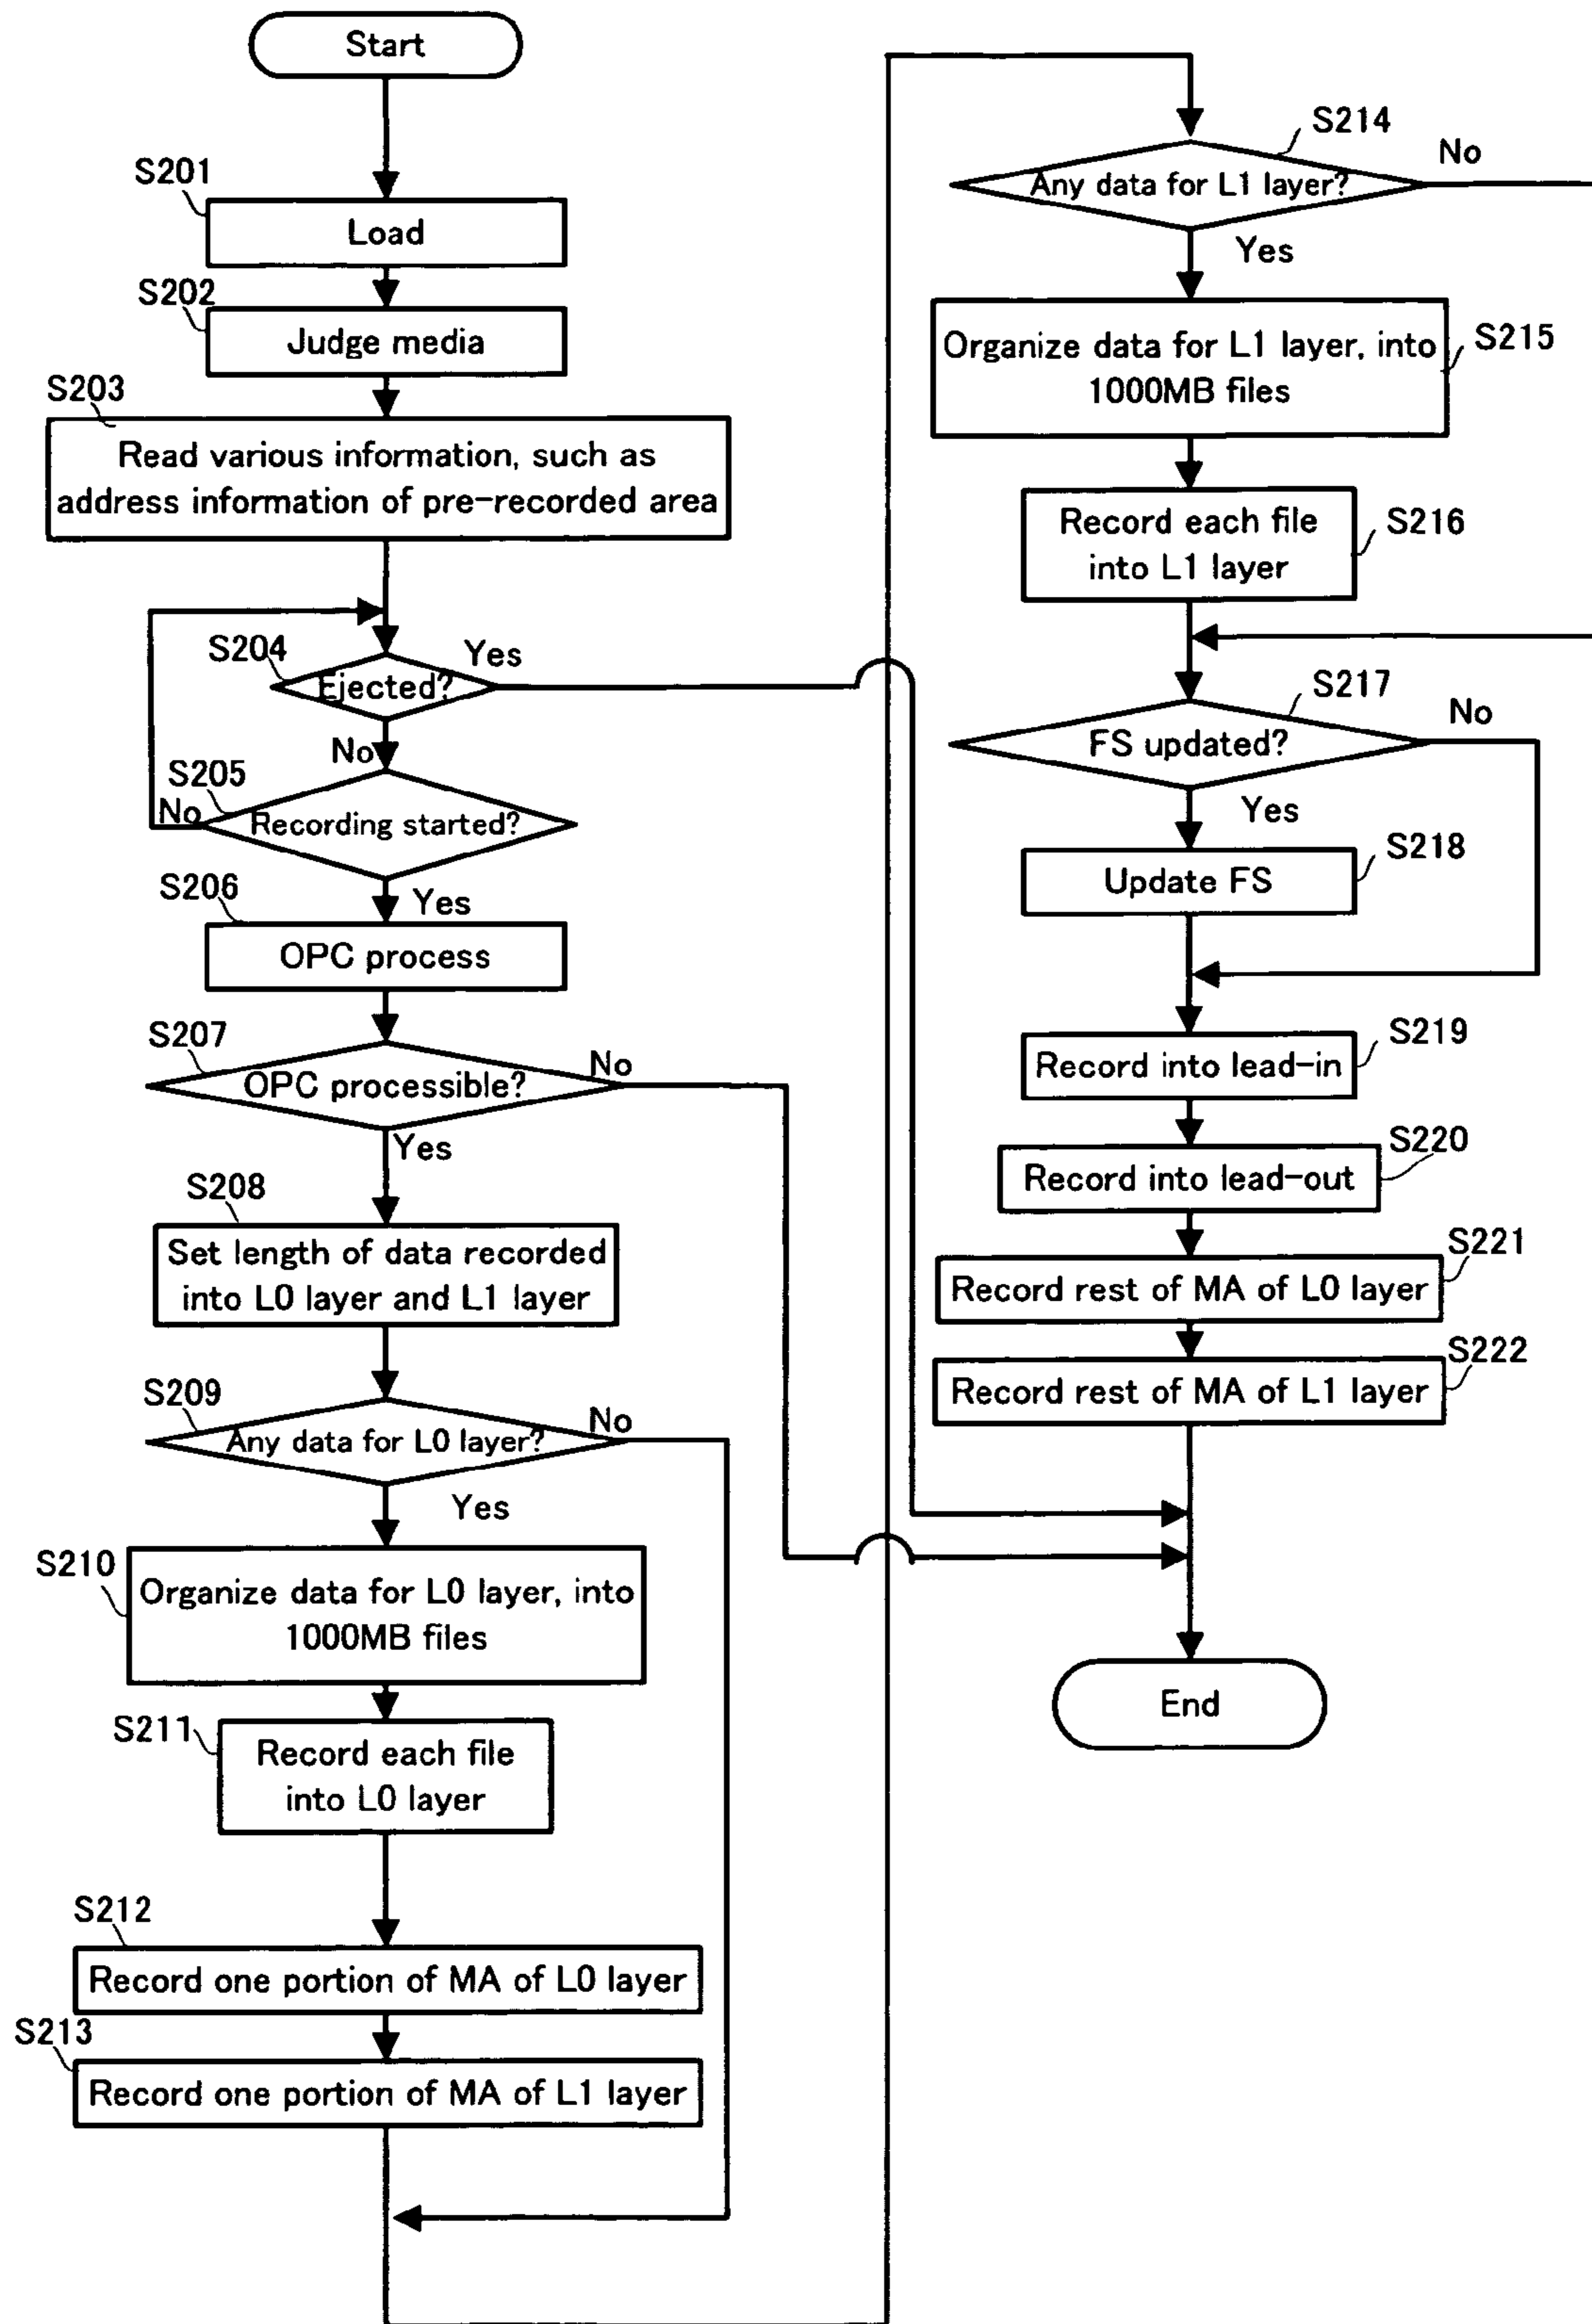 Start
S201
Load
S202
Judge media
S203
Read various information, such as
address information of pre-recorded area
S204
Yes
Ejected?
No
S205
No
Recording started?
S206
Yes
OPC process
S207
No
OPC processible?
Yes
S208
Set length of data recorded
into L0 layer and L1 layer
S209
No
Any data for L0 layer?
Yes
S210
Organize data for L0 layer, into
1000MB files
S211
Record each file
into L0 layer
S212
Record one portion of MA of L0 layer
S213
Record one portion of MA of L1 layer
S214
No
Any data for L1 layer?
Yes
S215
Organize data for L1 layer, into
1000MB files
S216
Record each file
into L1 layer
S217
No
FS updated?
Yes
S218
Update FS
S219
Record into lead-in
S220
Record into lead-out
S221
Record rest of MA of L0 layer
S222
Record rest of MA of L1 layer
End